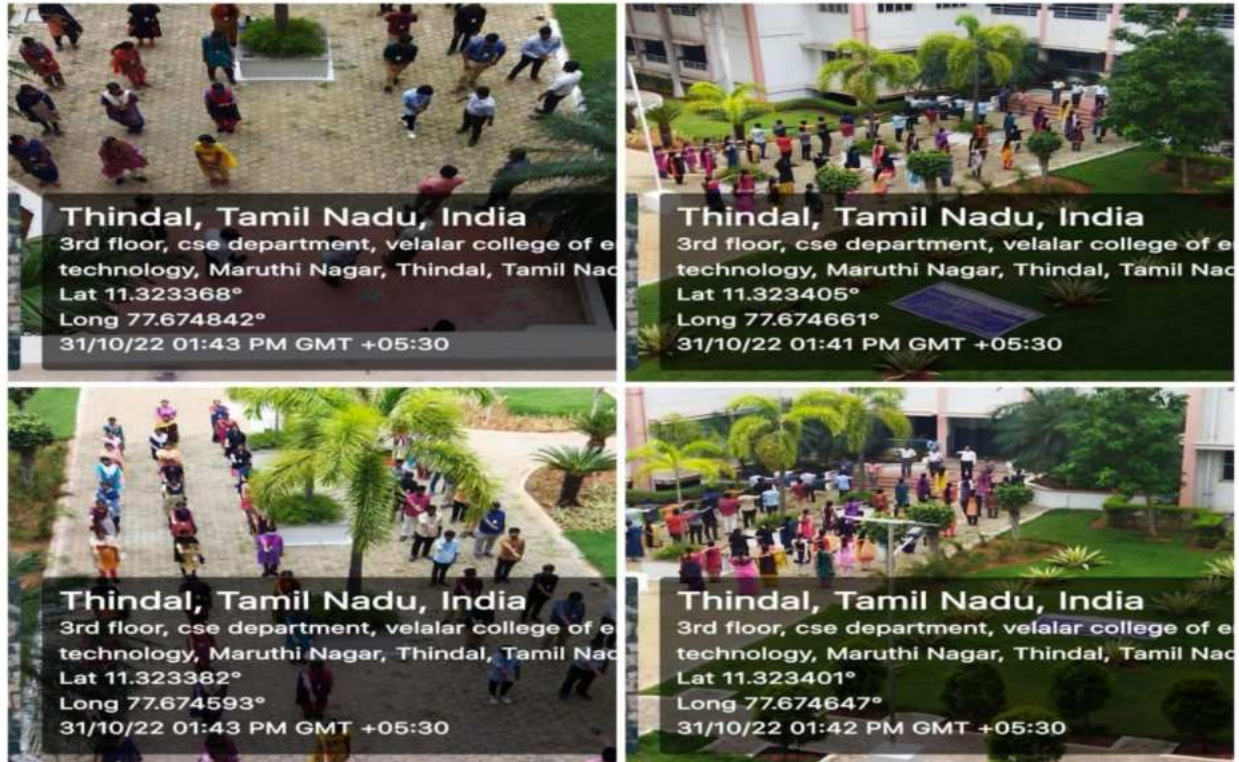 Thindal, Tamil Nadu, India
3rd floor, cse department, velalar college of e
technology, Maruthi Nagar, Thindal, Tamil Nad
Lat 11.323368°
Long 77.674842°
31/10/22 01:43 PM GMT +05:30
Thindal, Tamil Nadu, India
3rd floor, cse department, velalar college of e
technology, Maruthi Nagar, Thindal, Tamil Nad
Lat 11.323405°
Long 77.674661°
31/10/22 01:41 PM GMT +05:30
Thindal, Tamil Nadu, India
3rd floor, cse department, velalar college of e
technology, Maruthi Nagar, Thindal, Tamil Nad
Lat 11.323382°
Long 77.674593°
31/10/22 01:43 PM GMT +05:30
Thindal, Tamil Nadu, India
3rd floor, cse department, velalar college of e
technology, Maruthi Nagar, Thindal, Tamil Nad
Lat 11.323401°
Long 77.674647°
31/10/22 01:42 PM GMT +05:30